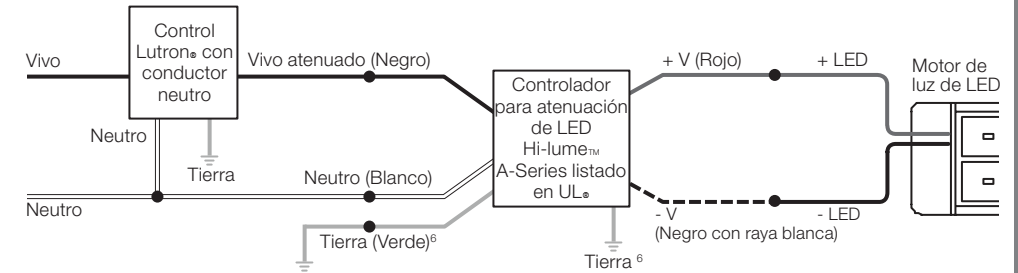 Control
Lutron® con
conductor
neutro
Vivo
Vivo atenuado (Negro)
Neutro
Tierra
Neutro (Blanco)
Neutro
Tierra (Verde)6
Controlador
para atenuación
de LED
Hi-lume™
A-Series listado
en UL®
Tierra 6
+ V (Rojo)
+ LED
Motor de
luz de LED
- V
(Negro con raya blanca)
- LED